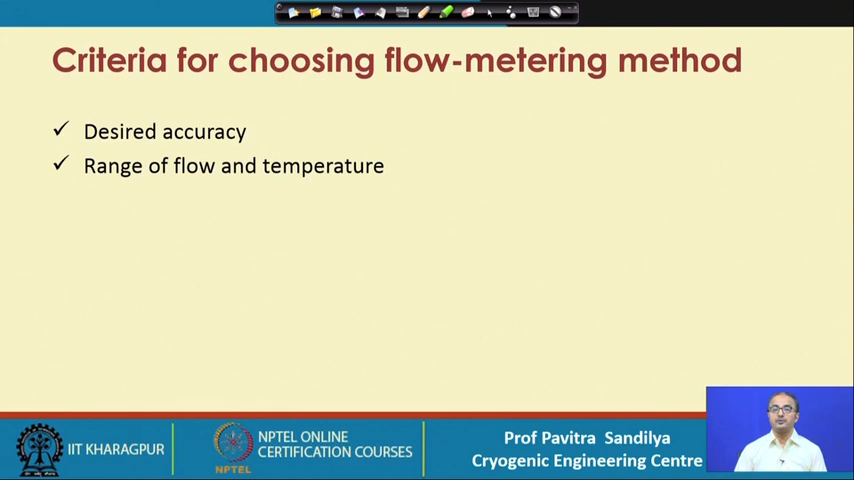 Criteria for choosing flow-metering method
✓ Desired accuracy
✓ Range of flow and temperature
IIT KHARAGPUR
NPTEL
NPTEL ONLINE
CERTIFICATION COURSES
Prof Pavitra Sandilya
Cryogenic Engineering Centre